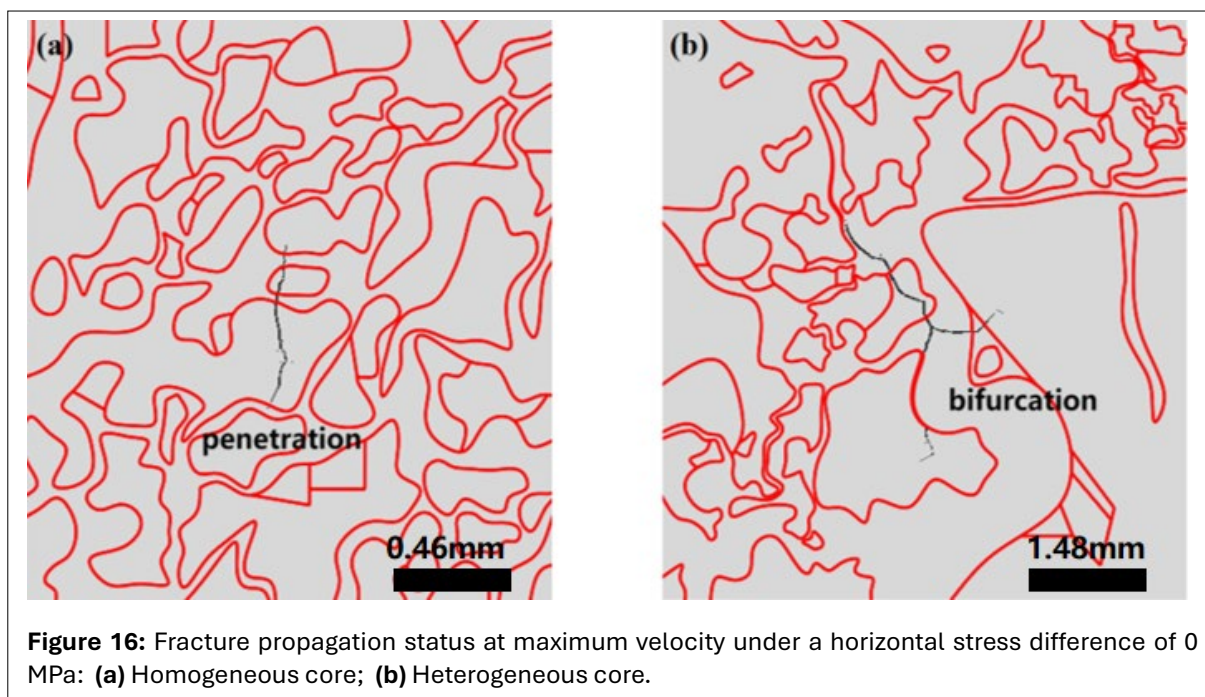 (a)
(b)
penetration
bifurcation
0.46mm
1.48mm
Figure 16: Fracture propagation status at maximum velocity under a horizontal stress difference of 0
MPa: (a) Homogeneous core; (b) Heterogeneous core.